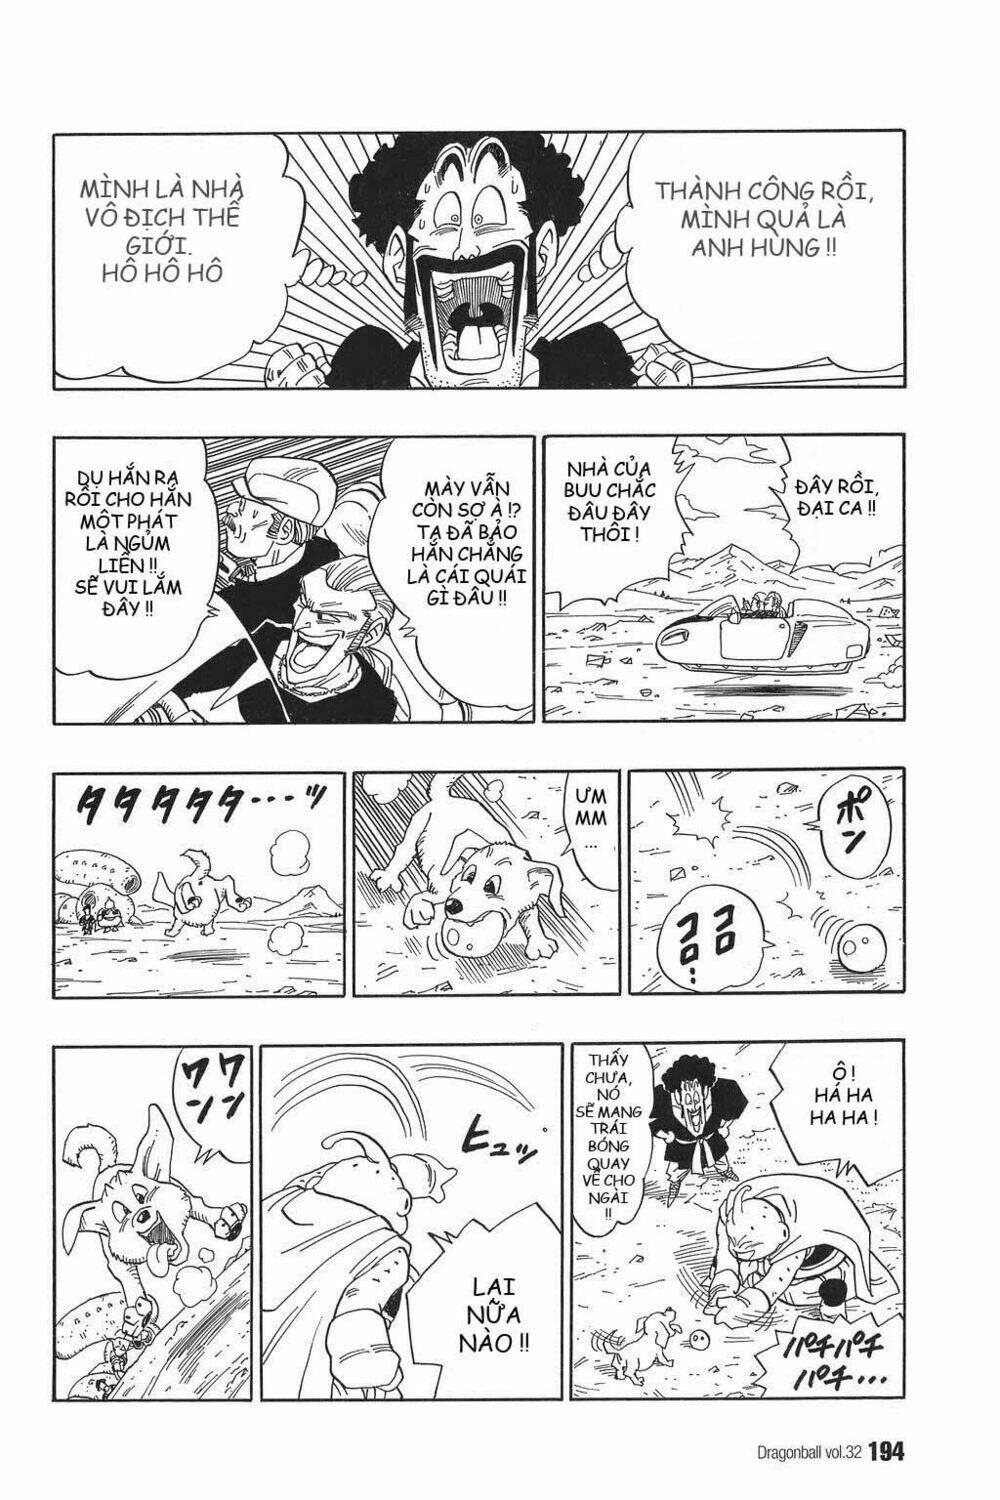 THÀNH CÔNG RỒI,
MÌNH QUẢ LÀ
ANH HÙNG !!
MÌNH LÀ NHÀ
VÔ ĐỊCH THẾ
GIỚI.
HÔ HÔ HÔ
ĐÂY RỒI,
ĐẠI CA !!
NHÀ CỦA
BUU CHẮC
ĐÂU ĐÂY
THÔI !
MÀY VẪN
CÒN SỢ À !?
TA ĐÃ BẢO
HẮN CHẲNG
LÀ CÁI QUÁI
GÌ ĐÂU !!
DỤ HẮN RA
RỒI CHO HẮN
MỘT PHÁT
LÀ NGỦM
LIỀN !!
SẼ VUI LẮM
ĐÂY !!
ポン
コロコロ...
ƯM
MM
...
タタタタタ...ッ
Ô !
HÁ HA
HA HA !
THẤY
CHƯA,
NÓ
SẼ MANG
TRÁI
BÓNG
QUAY
VỀ CHO
NGÀI
!!
パチパチ
パチ...
ヒュッ
LẠI
NỮA
NÀO !!
ワンワン
Dragonball vol.32 194